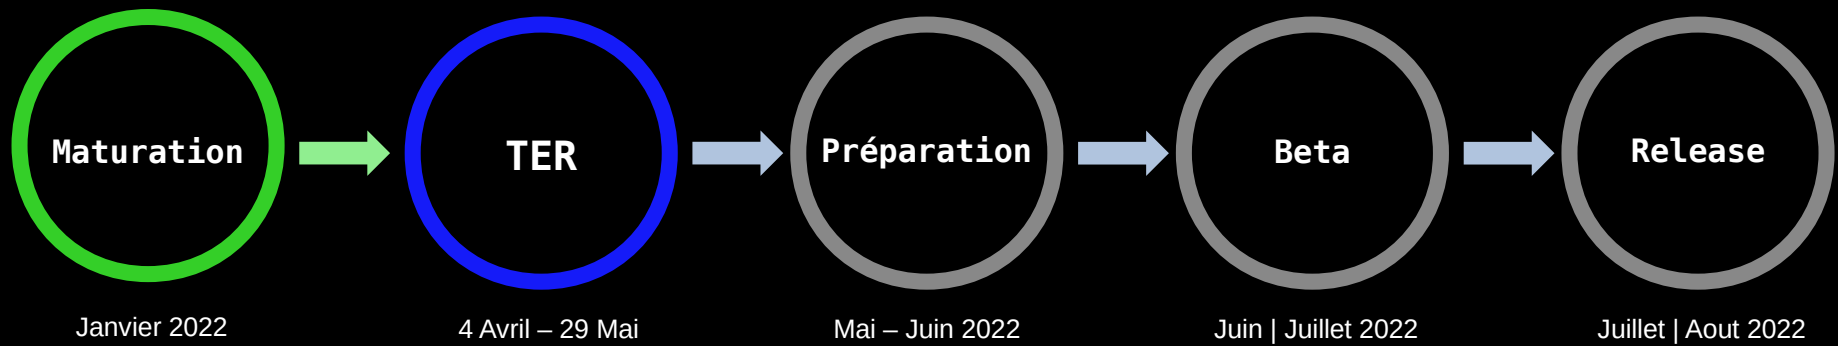 Maturation
TER
Préparation
Beta
Release
Janvier 2022
4 Avril – 29 Mai
Mai – Juin 2022
Juin | Juillet 2022
Juillet | Aout 2022